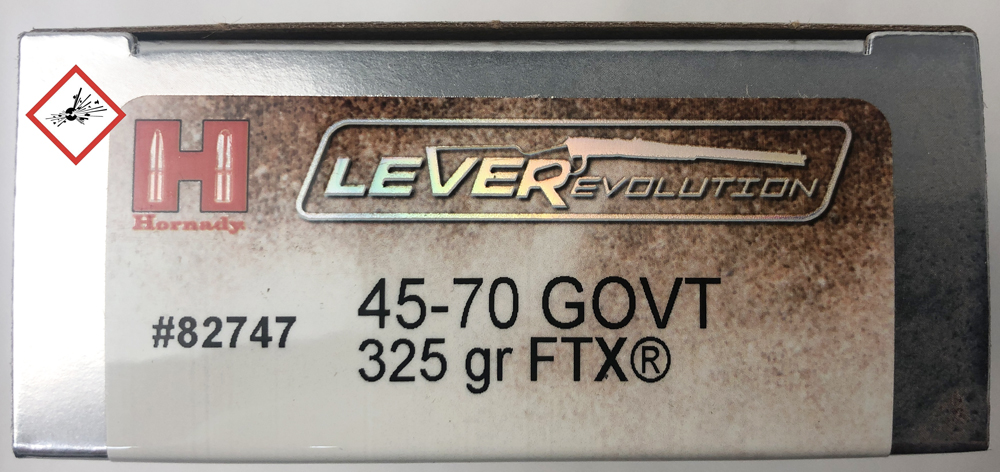 H
Hornady
LEVEREVOLUTION
#82747
45-70 GOVT
325 gr FTX®